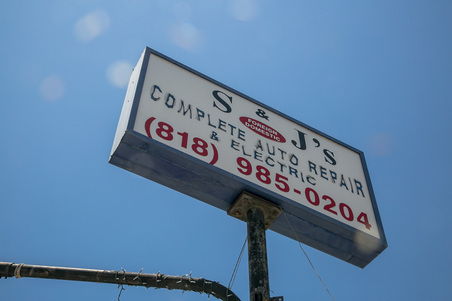 S & J's
FOREIGN
DOMESTIC
COMPLETE AUTO REPAIR
& ELECTRIC
(818) 985-0204